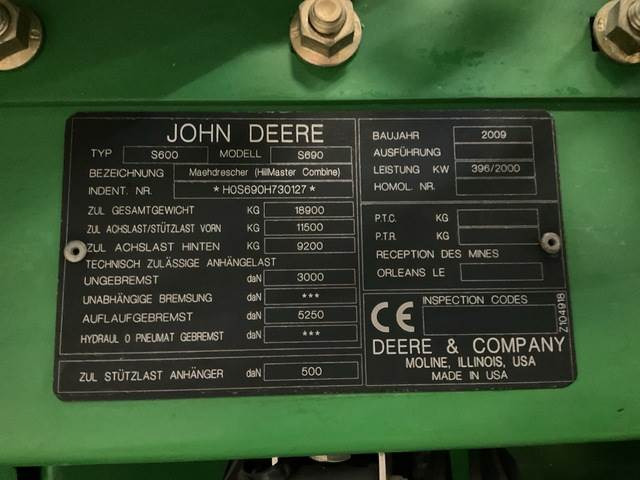 JOHN DEERE
TYP S600 MODELL S690
BEZEICHNUNG Maehdrescher (HillMaster Combine)
INDENT. NR. *H0S690H730127*
ZUL GESAMTGEWICHT KG 18900
ZUL ACHSLAST/STÜTZLAST VORN KG 11500
ZUL ACHSLAST HINTEN KG 9200
TECHNISCH ZULÄSSIGE ANHÄNGELAST
UNGEBREMST daN 3000
UNABHÄNGIGE BREMSUNG daN ***
AUFLAUFGEBREMST daN 5250
HYDRAUL O PNEUMAT GEBREMST daN ***
ZUL STÜTZLAST ANHÄNGER daN 500
BAUJAHR 2009
AUSFÜHRUNG
LEISTUNG KW 396/2000
HOMOL. NR.
P.T.C. KG
P.T.R. KG
RECEPTION DES MINES
ORLEANS LE
CE INSPECTION CODES
DEERE & COMPANY
MOLINE, ILLINOIS, USA
MADE IN USA
Z104918